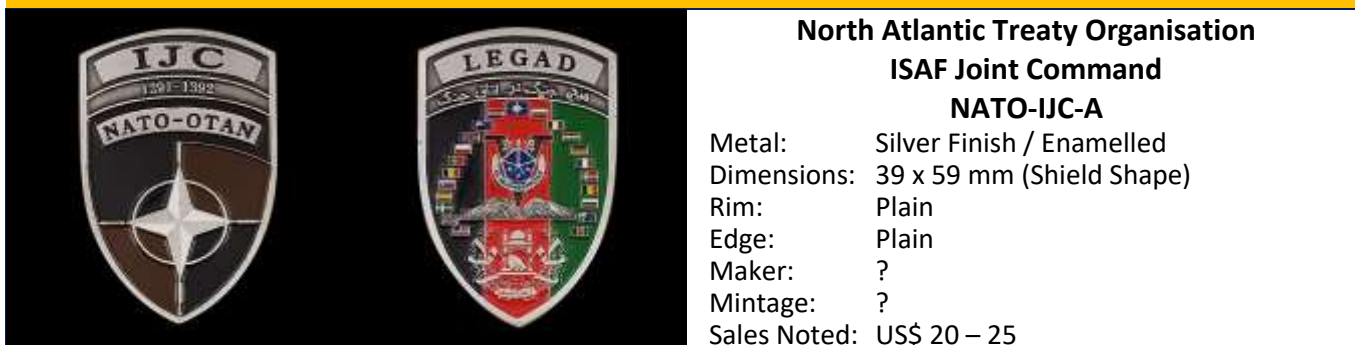 IJC
1391-1392
NATO-OTAN
LEGAD
North Atlantic Treaty Organisation
ISAF Joint Command
NATO-IJC-A
Metal: Silver Finish / Enamelled
Dimensions: 39 x 59 mm (Shield Shape)
Rim: Plain
Edge: Plain
Maker: ?
Mintage: ?
Sales Noted: US$ 20 – 25